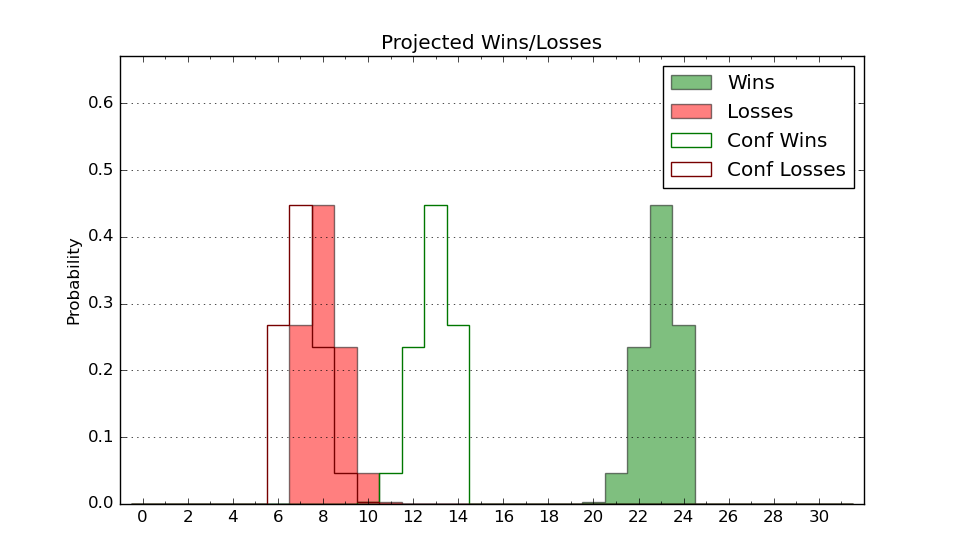 Projected Wins/Losses
Wins
Losses
Conf Wins
Conf Losses
Probability
0.6
0.5
0.4
0.3
0.2
0.1
0.0
0 2 4 6 8 10 12 14 16 18 20 22 24 26 28 30